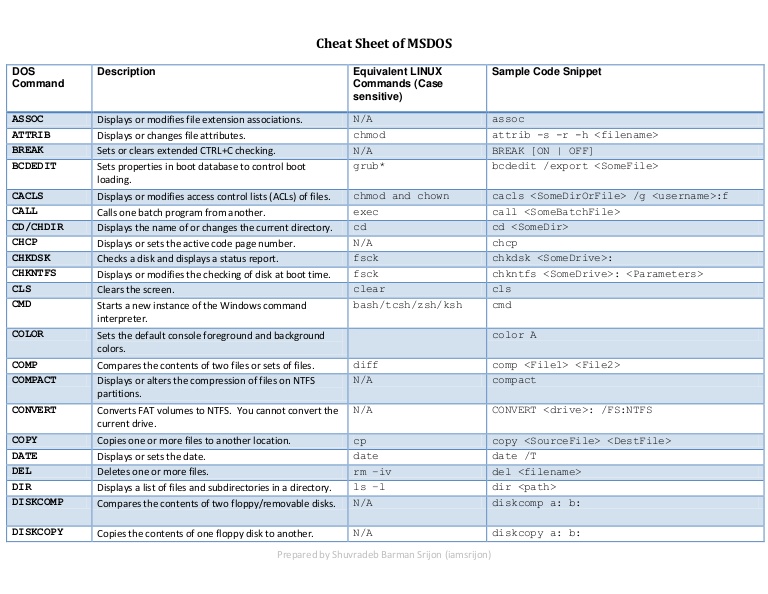 Cheat Sheet of MSDOS
DOS Command Description Equivalent LINUX Commands (Case sensitive) Sample Code Snippet
ASSOC Displays or modifies file extension associations. N/A assoc
ATTRIB Displays or changes file attributes. chmod attrib -s -r -h <filename>
BREAK Sets or clears extended CTRL+C checking. N/A BREAK [ON | OFF]
BCDEDIT Sets properties in boot database to control boot loading. grub* bcdedit /export <SomeFile>
CACLS Displays or modifies access control lists (ACLs) of files. chmod and chown cacls <SomeDirOrFile> /g <username>:f
CALL Calls one batch program from another. exec call <SomeBatchFile>
CD/CHDIR Displays the name of or changes the current directory. cd cd <SomeDir>
CHCP Displays or sets the active code page number. N/A chcp
CHKDSK Checks a disk and displays a status report. fsck chkdsk <SomeDrive>:
CHKNTFS Displays or modifies the checking of disk at boot time. fsck chkntfs <SomeDrive>: <Parameters>
CLS Clears the screen. clear cls
CMD Starts a new instance of the Windows command interpreter. bash/tcsh/zsh/ksh cmd
COLOR Sets the default console foreground and background colors. color A
COMP Compares the contents of two files or sets of files. diff comp <File1> <File2>
COMPACT Displays or alters the compression of files on NTFS partitions. N/A compact
CONVERT Converts FAT volumes to NTFS. You cannot convert the current drive. N/A CONVERT <drive>: /FS:NTFS
COPY Copies one or more files to another location. cp copy <SourceFile> <DestFile>
DATE Displays or sets the date. date date /T
DEL Deletes one or more files. rm -iv del <filename>
DIR Displays a list of files and subdirectories in a directory. ls -l dir <path>
DISKCOMP Compares the contents of two floppy/removable disks. N/A diskcomp a: b:
DISKCOPY Copies the contents of one floppy disk to another. N/A diskcopy a: b:
Prepared by Shuvradeb Barman Srijon (iamsrijon)